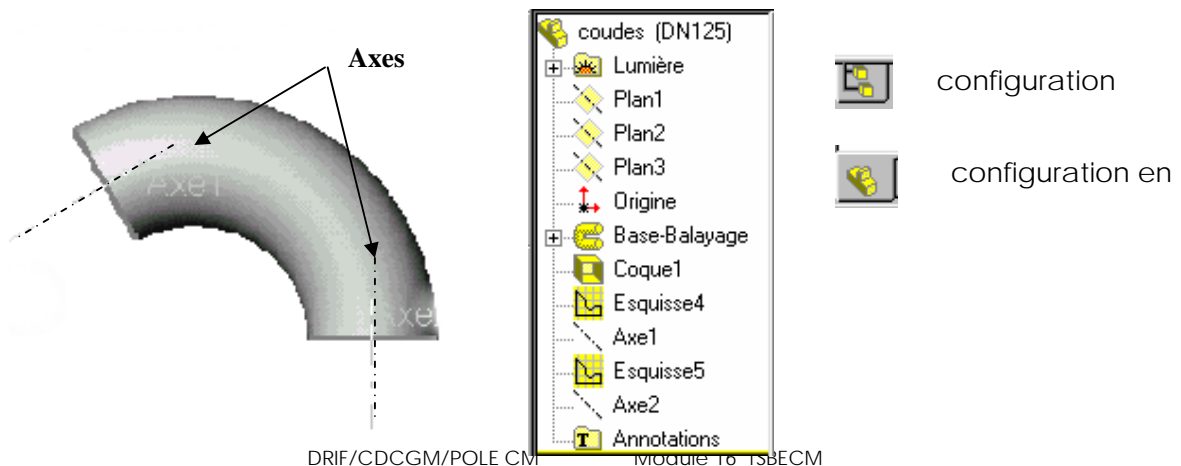 Axes
Axe1
coudes (DN125)
Lumière
Plan1
Plan2
Plan3
Origine
Base-Balayage
Coque1
Esquisse4
Axe1
Esquisse5
Axe2
Annotations
configuration
configuration en
DRIF/CDCGM/POLE CM Module 16 TSBECM